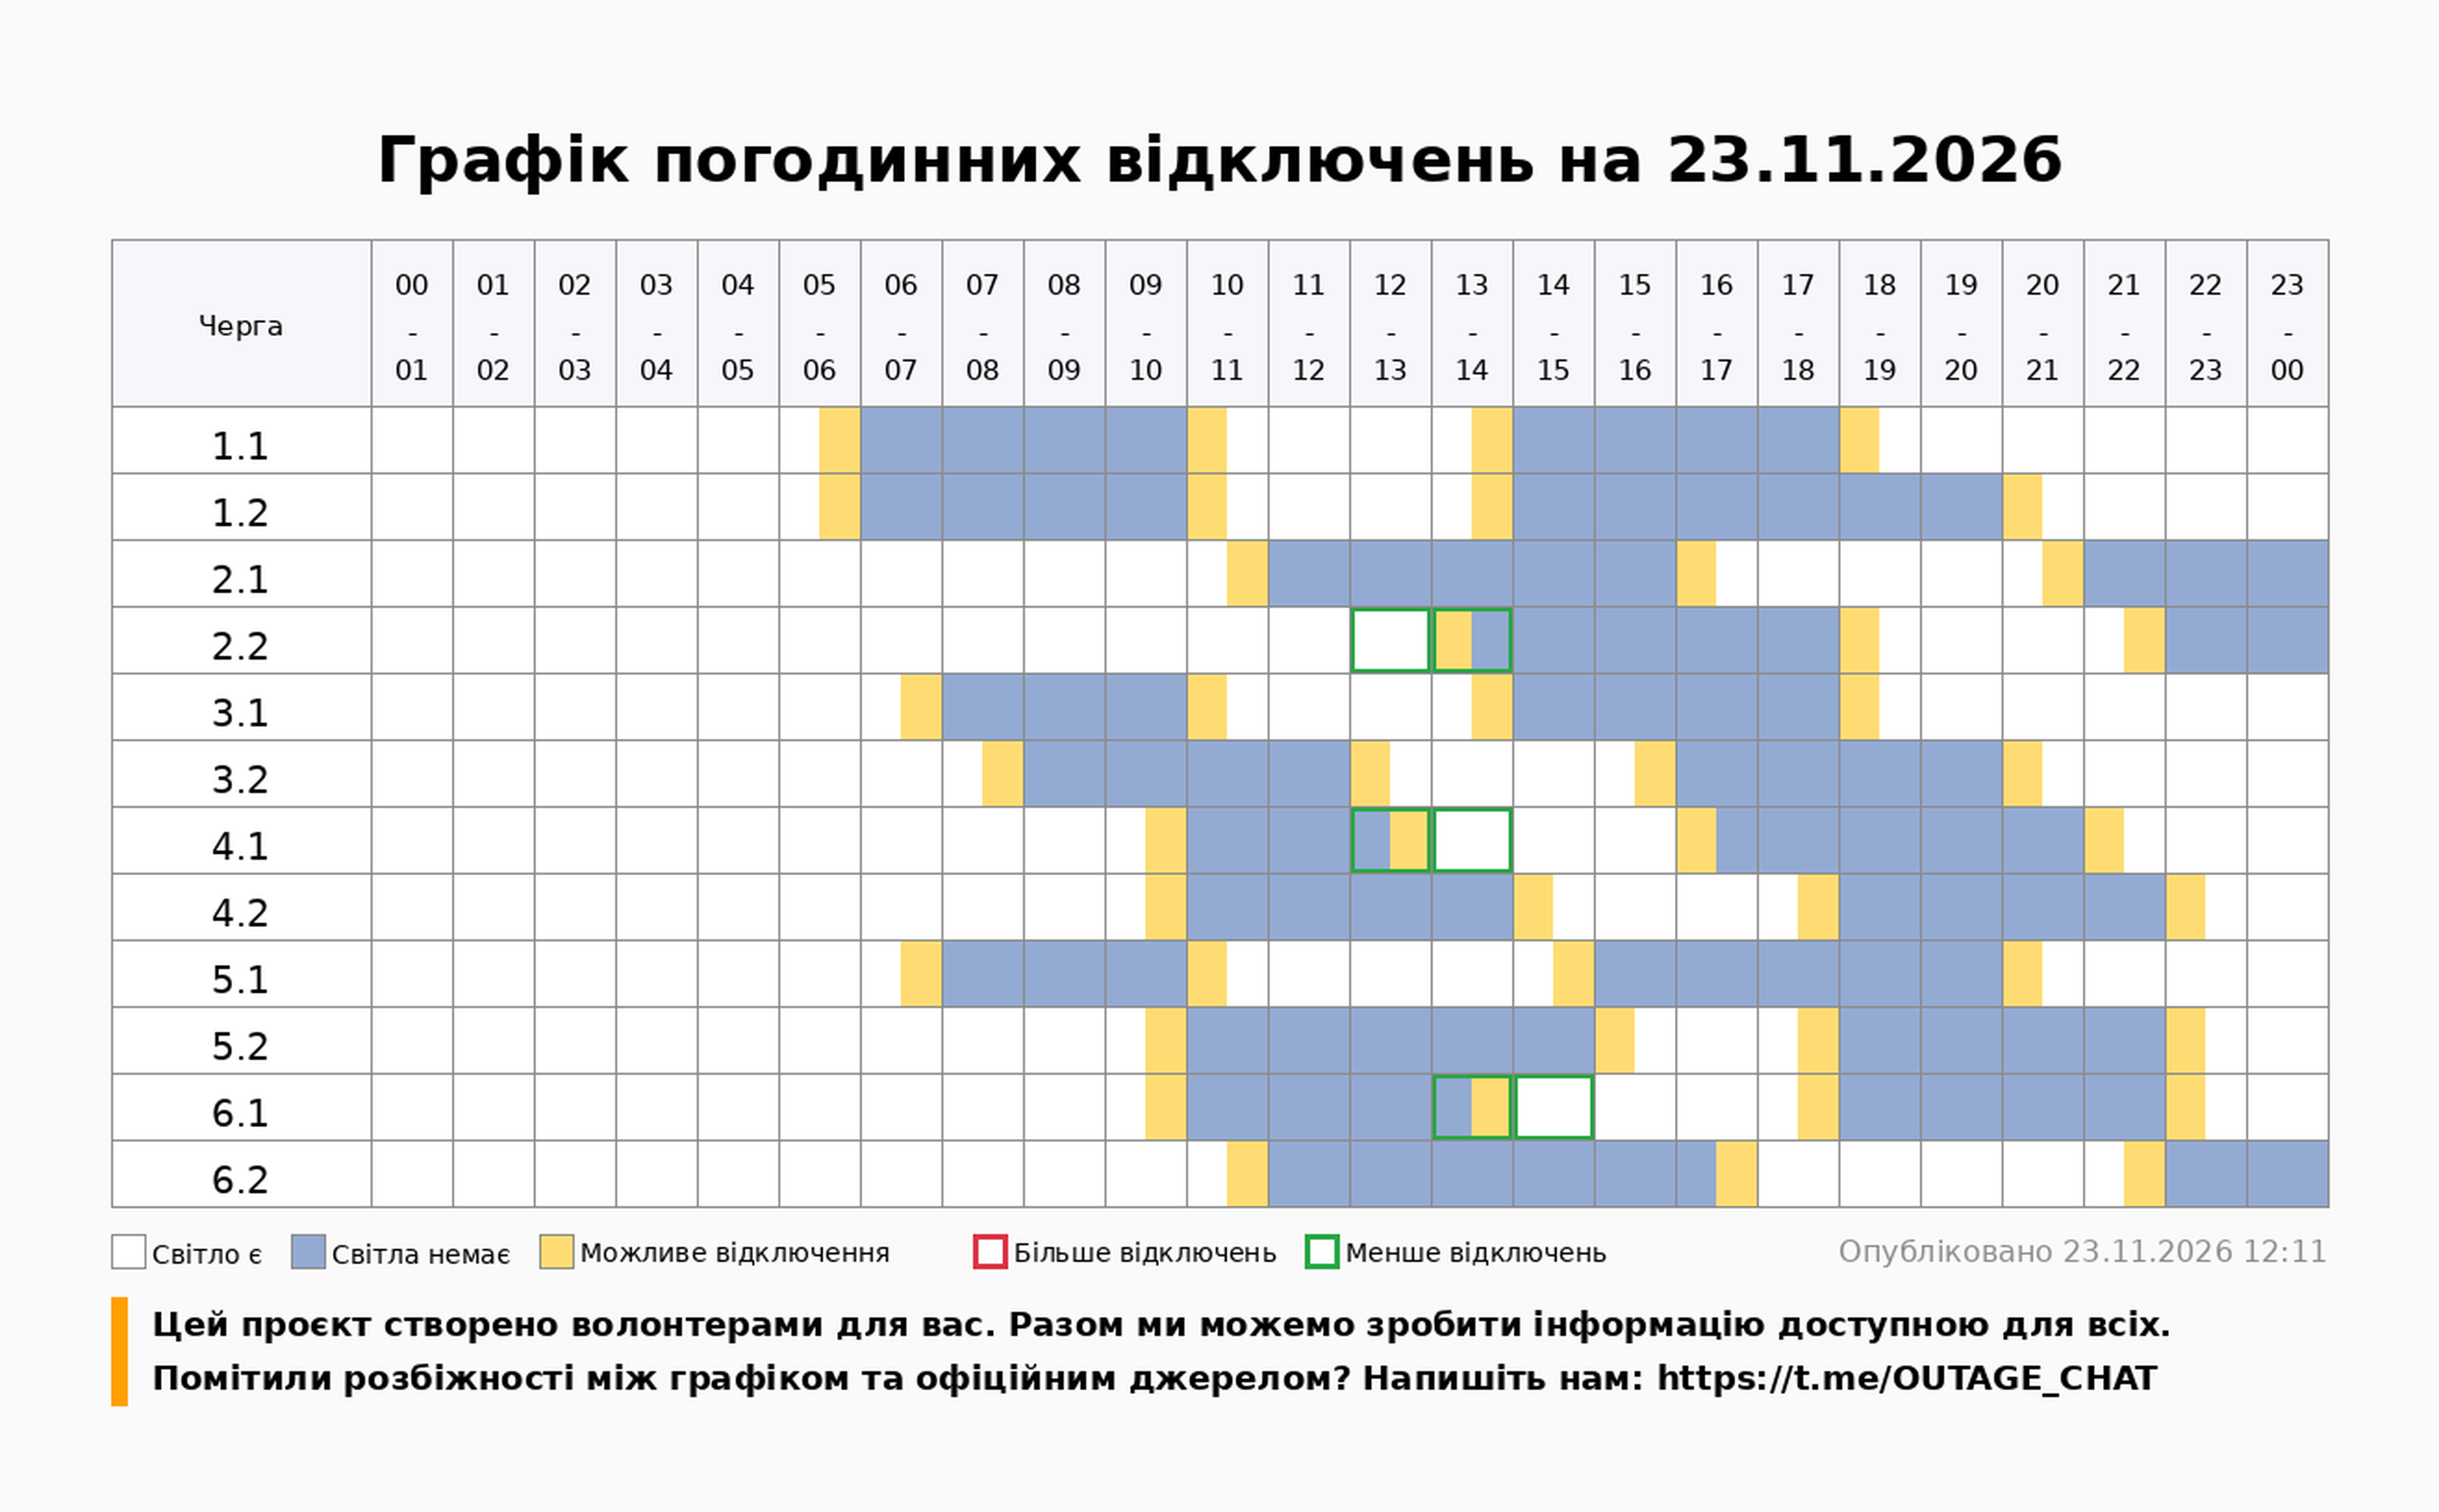 Графік погодинних відключень на 23.11.2026
Черга
00 - 01
01 - 02
02 - 03
03 - 04
04 - 05
05 - 06
06 - 07
07 - 08
08 - 09
09 - 10
10 - 11
11 - 12
12 - 13
13 - 14
14 - 15
15 - 16
16 - 17
17 - 18
18 - 19
19 - 20
20 - 21
21 - 22
22 - 23
23 - 00
1.1
1.2
2.1
2.2
3.1
3.2
4.1
4.2
5.1
5.2
6.1
6.2
Світло є Світла немає Можливе відключення Більше відключень Менше відключень Опубліковано 23.11.2026 12:11
Цей проєкт створено волонтерами для вас. Разом ми можемо зробити інформацію доступною для всіх.
Помітили розбіжності між графіком та офіційним джерелом? Напишіть нам: https://t.me/OUTAGE_CHAT